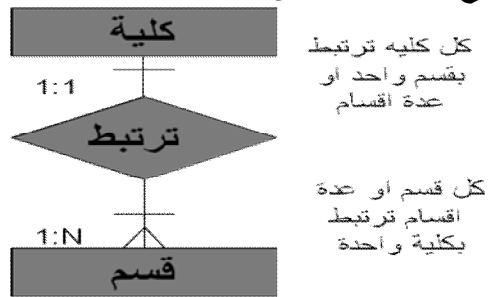 كلية
كل كليه ترتبط
بقسم واحد او
عدة اقسام
1:1
ترتبط
كل قسم او عدة
اقسام ترتبط
بكلية واحدة
1:N
قسم